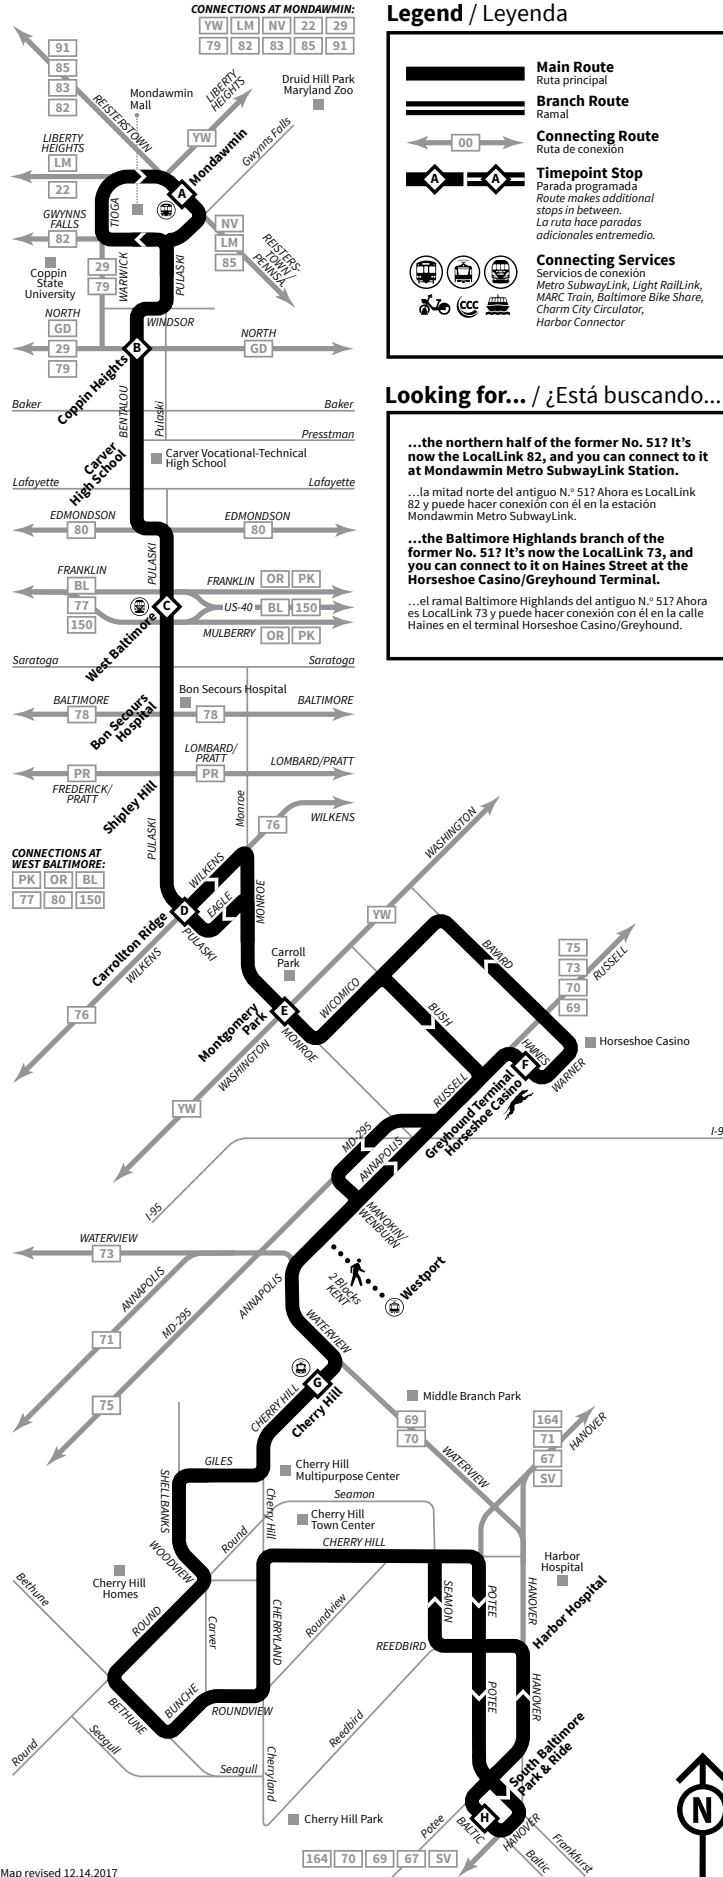 CONNECTIONS AT MONDAWMIN:
YW LM NV 22 29
79 82 83 85 91
91
85
83
82
REISTERSTOWN
Mondawmin
Mall
LIBERTY
HEIGHTS
YW
Druid Hill Park
Maryland Zoo
Gwynns Falls
A
Mondawmin
LIBERTY
HEIGHTS
LM
22
TIOGA
GWYNNS
FALLS
82
NV
LM
85
REISTERS-
TOWN /
PENNSA.
Coppin
State
University
29
79
WARWICK
PULASKI
WINDSOR
NORTH
GD
29
79
NORTH
GD
B
Coppin Heights
Baker
Baker
BENTALOU
Pulaski
Presstman
Carver
High School
Carver Vocational-Technical
High School
Lafayette
Lafayette
EDMONDSON
80
EDMONDSON
80
PULASKI
FRANKLIN
BL
77
150
FRANKLIN
OR PK
US-40
BL 150
MULBERRY
OR PK
C
West Baltimore
Saratoga
Saratoga
Bon Secours Hospital
BALTIMORE
78
78
BALTIMORE
Bon Secours
Hospital
LOMBARD/
PRATT
PR
PR
LOMBARD/PRATT
FREDERICK/
PRATT
Shipley Hill
PULASKI
Monroe
76
WILKENS
CONNECTIONS AT
WEST BALTIMORE:
PK OR BL
77 80 150
WILKENS
EAGLE
MONROE
D
PULASKI
Carrollton Ridge
WILKENS
76
WASHINGTON
YW
Carroll
Park
WICOMICO
BAYARD
BUSH
75
73
70
69
RUSSELL
E
Montgomery
Park
MONROE
WASHINGTON
YW
HAINES
F
Horseshoe Casino
WARNER
RUSSELL
Greyhound Terminal
Horseshoe Casino
MD-295
ANNAPOLIS
I-9
I-95
MANOKIN/
WENBURN
WATERVIEW
73
ANNAPOLIS
71
MD-295
75
ANNAPOLIS
2 Blocks
KENT
Westport
WATERVIEW
G
CHERRY HILL
Cherry Hill
Middle Branch Park
69
70
WATERVIEW
164
71
67
SV
HANOVER
GILES
Cherry Hill
Multipurpose Center
SHELLBANKS
Cherry Hill
Seamon
Round
Cherry Hill
Town Center
CHERRY HILL
WOODVIEW
Cherry Hill
Homes
Bethune
ROUND
Carver
CHERRYLAND
Roundview
SEAMON
POTEE
HANOVER
Harbor
Hospital
Harbor Hospital
REEDBIRD
POTEE
HANOVER
BETHUNE
BUNCHE
ROUNDVIEW
Round
Seagull
Seagull
Cherryland
Reedbird
South Baltimore
Park & Ride
H
Cherry Hill Park
Potee
BALTIC
HANOVER
Baltic
Frankfurst
164 70 69 67 SV
Map revised 12.14.2017
Legend / Leyenda
Main Route
Ruta principal
Branch Route
Ramal
00
Connecting Route
Ruta de conexión
A A
Timepoint Stop
Parada programada
Route makes additional
stops in between.
La ruta hace paradas
adicionales entremedio.
CCC
Connecting Services
Servicios de conexión
Metro SubwayLink, Light RailLink,
MARC Train, Baltimore Bike Share,
Charm City Circulator,
Harbor Connector
Looking for... / ¿Está buscando...
...the northern half of the former No. 51? It's
now the LocalLink 82, and you can connect to it
at Mondawmin Metro SubwayLink Station.
...la mitad norte del antiguo N.º 51? Ahora es LocalLink
82 y puede hacer conexión con él en la estación
Mondawmin Metro SubwayLink.
...the Baltimore Highlands branch of the
former No. 51? It's now the LocalLink 73, and
you can connect to it on Haines Street at the
Horseshoe Casino/Greyhound Terminal.
...el ramal Baltimore Highlands del antiguo N.º 51? Ahora
es LocalLink 73 y puede hacer conexión con él en la calle
Haines en el terminal Horseshoe Casino/Greyhound.
N